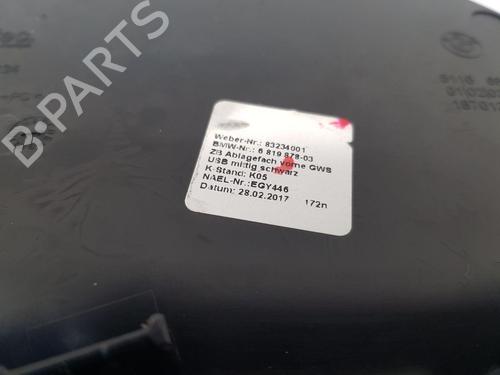 B-PARTS
Weber-Nr.: 83234001
BMW-Nr.: 6 819 878-03
ZB Ablagefach vorne GWS
USB mittig schwarz
K-Stand: K05
NAEL-Nr.:EGY446
Datum: 28.02.2017 172n